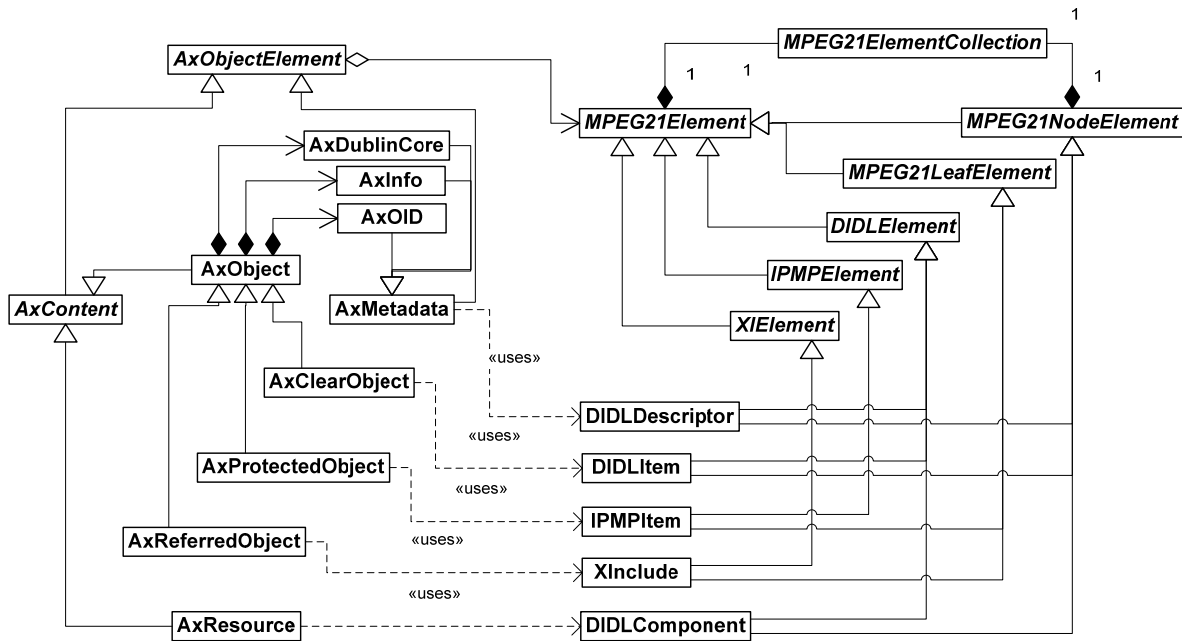 1
AxObjectElement
MPEG21ElementCollection
1
1
1
MPEG21Element
MPEG21NodeElement
AxDublinCore
AxInfo
MPEG21LeafElement
AxOID
DIDLElement
AxObject
IPMPElement
AxContent
AxMetadata
XIElement
«uses»
AxClearObject
DIDLDescriptor
«uses»
AxProtectedObject
DIDLItem
«uses»
IPMPItem
AxReferredObject
«uses»
XInclude
«uses»
AxResource
DIDLComponent